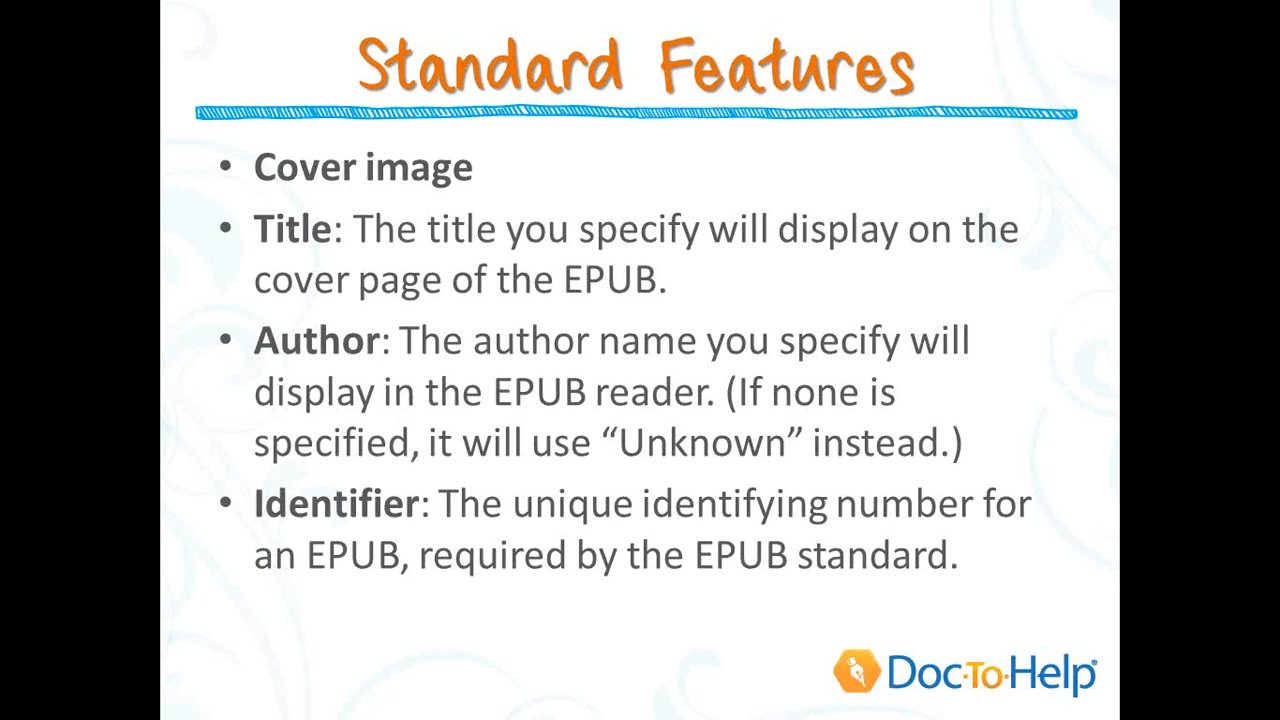 Standard Features
• Cover image
• Title: The title you specify will display on the
cover page of the EPUB.
• Author: The author name you specify will
display in the EPUB reader. (If none is
specified, it will use “Unknown” instead.)
• Identifier: The unique identifying number for
an EPUB, required by the EPUB standard.
Doc·To·Help®